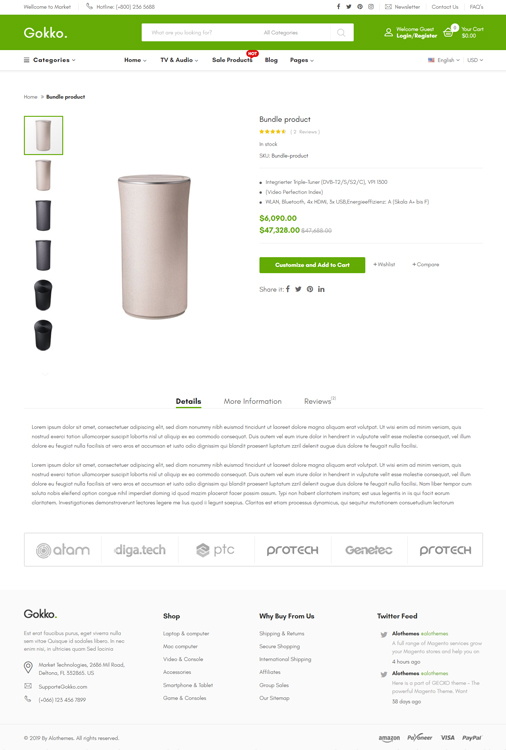 Wellcome to Market
Hotline: (+800) 236 5688
Newsletter
Contact Us
FAQ's
Gokko.
What are you looking for?
All Categories
Welcome Guest
Login/Register
2
Your Cart
$0.00
Categories
Home
TV & Audio
Sale Products
HOT
Blog
Pages
English
USD
Home » Bundle product
Bundle product
( 2 Reviews )
In stock
SKU: Bundle-product
Integrierter Triple-Tuner (DVB-T2/S/S2/C), VPI 1300
(Video Perfection Index)
WLAN, Bluetooth, 4x HDMI, 3x USB,Energieeffizienz: A (Skala A+ bis F)
$6,090.00
$47,328.00 $47,688.00
Customize and Add to Cart
+Wishlist
+Compare
Share it:
Details
More Information
Reviews
Lorem ipsum dolor sit amet, consectetuer adipiscing elit, sed diam nonummy nibh euismod tincidunt ut laoreet dolore magna aliquam erat volutpat. Ut wisi enim ad minim veniam, quis
nostrud exerci tation ullamcorper suscipit lobortis nisl ut aliquip ex ea commodo consequat. Duis autem vel eum iriure dolor in hendrerit in vulputate velit esse molestie consequat, vel illum
dolore eu feugiat nulla facilisis at vero eros et accumsan et iusto odio dignissim qui blandit praesent luptatum zzril delenit augue duis dolore te feugait nulla facilisi.
Lorem ipsum dolor sit amet, consectetuer adipiscing elit, sed diam nonummy nibh euismod tincidunt ut laoreet dolore magna aliquam erat volutpat. Ut wisi enim ad minim veniam, quis
nostrud exerci tation ullamcorper suscipit lobortis nisl ut aliquip ex ea commodo consequat. Duis autem vel eum iriure dolor in hendrerit in vulputate velit esse molestie consequat, vel illum
dolore eu feugiat nulla facilisis at vero eros et accumsan et iusto odio dignissim qui blandit praesent luptatum zzril delenit augue duis dolore te feugait nulla facilisi. Nam liber tempor cum
soluta nobis eleifend option congue nihil imperdiet doming id quod mazim placerat facer possim assum. Typi non habent claritatem insitam; est usus legentis in iis qui facit eorum
claritatem. Investigationes demonstraverunt lectores legere me lius quod ii legunt saepius. Claritas est etiam processus dynamicus, qui sequitur mutationem consuetudium lectorum
atam
diga.tech
ptc
PROTECH
Genetec
PROTECH
Gokko.
Est erat faucibus purus, eget viverra nulla
sem vitae Quisque id sodales libero. In nec
enim nisi, in ultricies quam Sed lacinia
Market Technologies, 2686 Mill Road,
Deltona, FL 552865, US
Support@Gokko.com
(+066) 123 456 7899
Shop
Laptop & computer
Mac computer
Video & Console
Accessories
Smartphone & Tablet
Game & Consoles
Why Buy From Us
Shipping & Returns
Secure Shopping
International Shipping
Affiliates
Group Sales
Our Sitemap
Twitter Feed
Alothemes @alothemes
A full range of Magento services grow
your Magento stores and help you on
4 hours ago
Alothemes @alothemes
Here is a part of GECKO theme - The
powerful Magento Theme. Want
38 days ago
© 2019 By Alothemes. All rights reserved.
amazon
Payoneer
VISA
PayPal